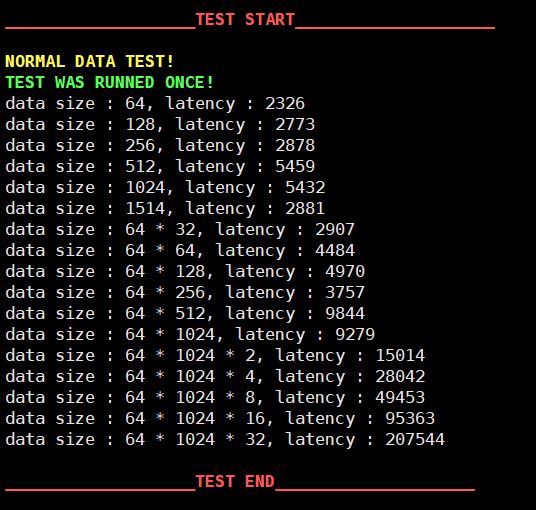 ___________________TEST START____________________
NORMAL DATA TEST!
TEST WAS RUNNED ONCE!
data size : 64, latency : 2326
data size : 128, latency : 2773
data size : 256, latency : 2878
data size : 512, latency : 5459
data size : 1024, latency : 5432
data size : 1514, latency : 2881
data size : 64 * 32, latency : 2907
data size : 64 * 64, latency : 4484
data size : 64 * 128, latency : 4970
data size : 64 * 256, latency : 3757
data size : 64 * 512, latency : 9844
data size : 64 * 1024, latency : 9279
data size : 64 * 1024 * 2, latency : 15014
data size : 64 * 1024 * 4, latency : 28042
data size : 64 * 1024 * 8, latency : 49453
data size : 64 * 1024 * 16, latency : 95363
data size : 64 * 1024 * 32, latency : 207544
___________________TEST END____________________